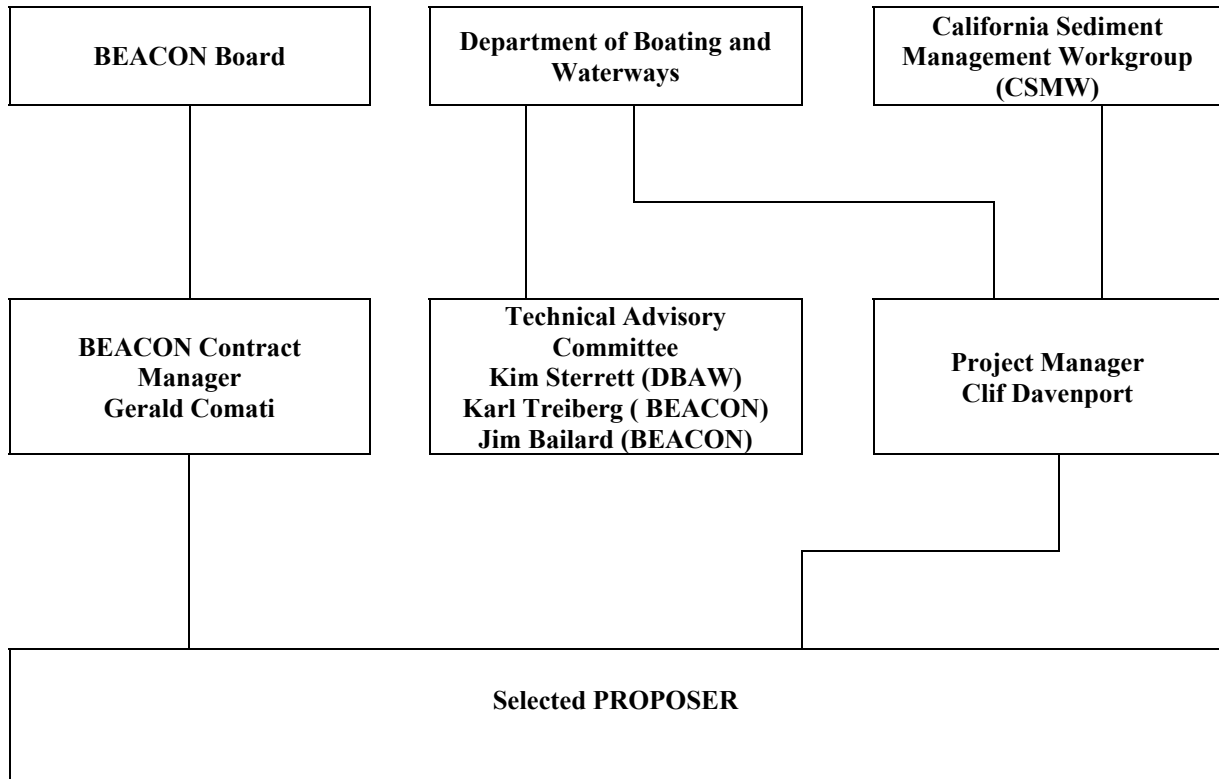 BEACON Board
Department of Boating and
Waterways
California Sediment
Management Workgroup
(CSMW)
BEACON Contract
Manager
Gerald Comati
Technical Advisory
Committee
Kim Sterrett (DBAW)
Karl Treiberg ( BEACON)
Jim Bailard (BEACON)
Project Manager
Clif Davenport
Selected PROPOSER